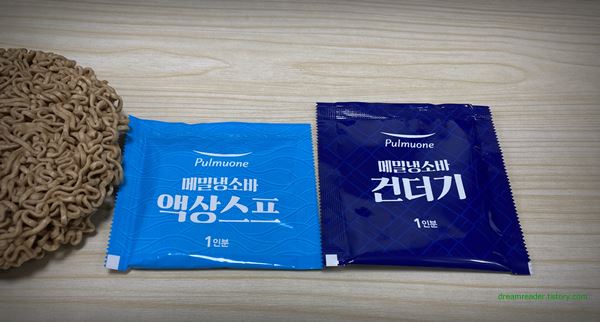 Pulmuone
메밀냉소바
액상스프
1인분
Pulmuone
메밀냉소바
건더기
1인분
dreamreader.tistory.com